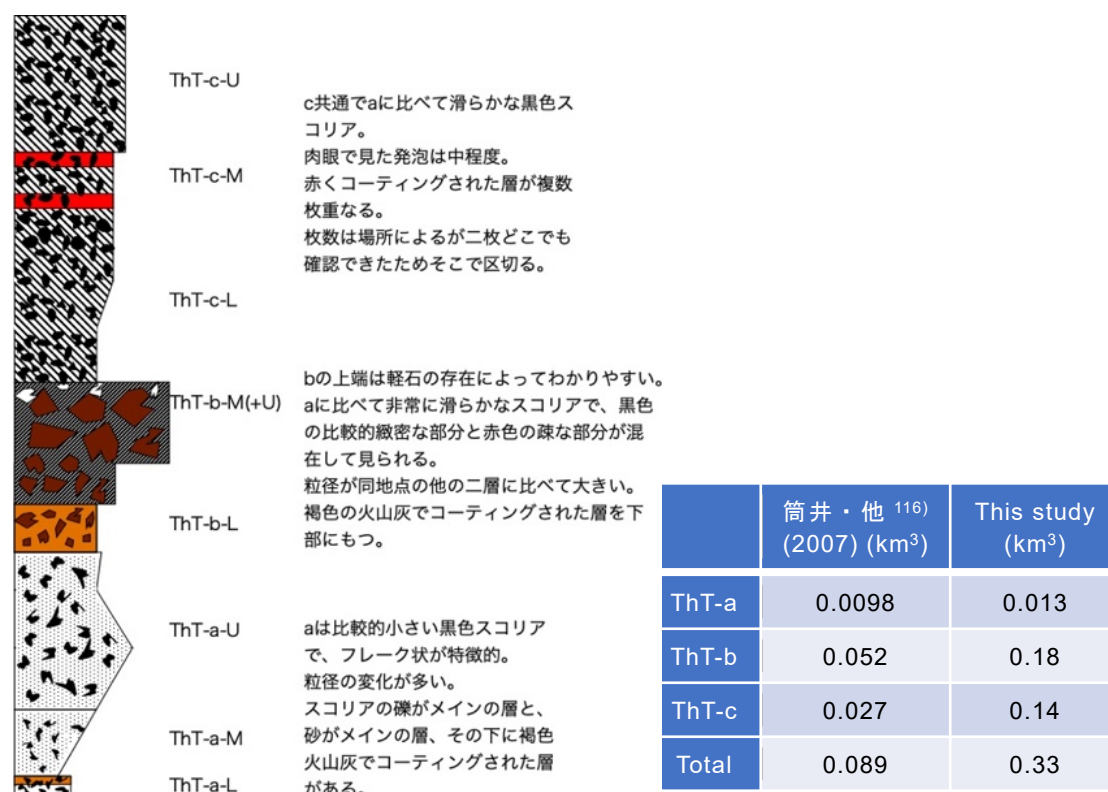 ThT-c-U
c共通でaに比べて滑らかな黒色ス
コリア。
肉眼で見た発泡は中程度。
ThT-c-M
赤くコーティングされた層が複数
枚重なる。
枚数は場所によるが二枚どこでも
確認できたためそこで区切る。
ThT-c-L
bの上端は軽石の存在によってわかりやすい。
ThT-b-M(+U)
aに比べて非常に滑らかなスコリアで、黒色
の比較的緻密な部分と赤色の疎な部分が混
在して見られる。
粒径が同地点の他の二層に比べて大きい。
ThT-b-L
褐色の火山灰でコーティングされた層を下
部にもつ。
ThT-a-U
aは比較的小さい黒色スコリア
で、フレーク状が特徴的。
粒径の変化が多い。
スコリアの礫がメインの層と、
ThT-a-M
砂がメインの層、その下に褐色
火山灰でコーティングされた層
ThT-a-L
がある。
筒井・他 116) This study
(2007) (km³) (km³)
ThT-a 0.0098 0.013
ThT-b 0.052 0.18
ThT-c 0.027 0.14
Total 0.089 0.33